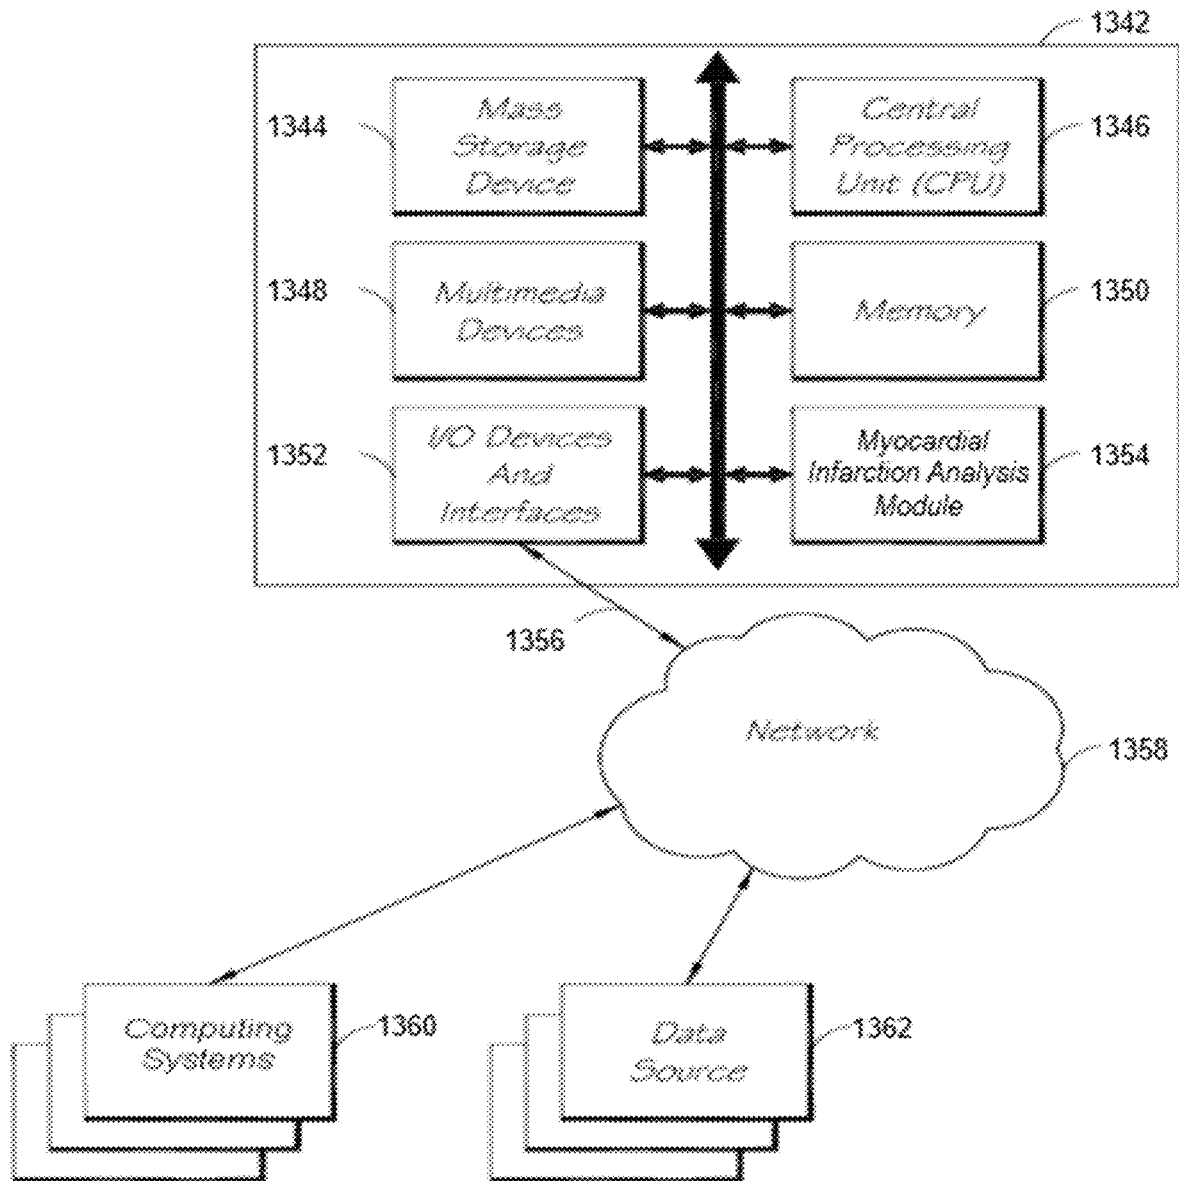 1342
1344
Mass
Storage
Device
Central
Processing
Unit (CPU)
1346
1348
Multimedia
Devices
Memory
1350
1352
I/O Devices
And
Interfaces
Myocardial
Infarction Analysis
Module
1354
1356
Network
1358
Computing
Systems
1360
Data
Source
1362